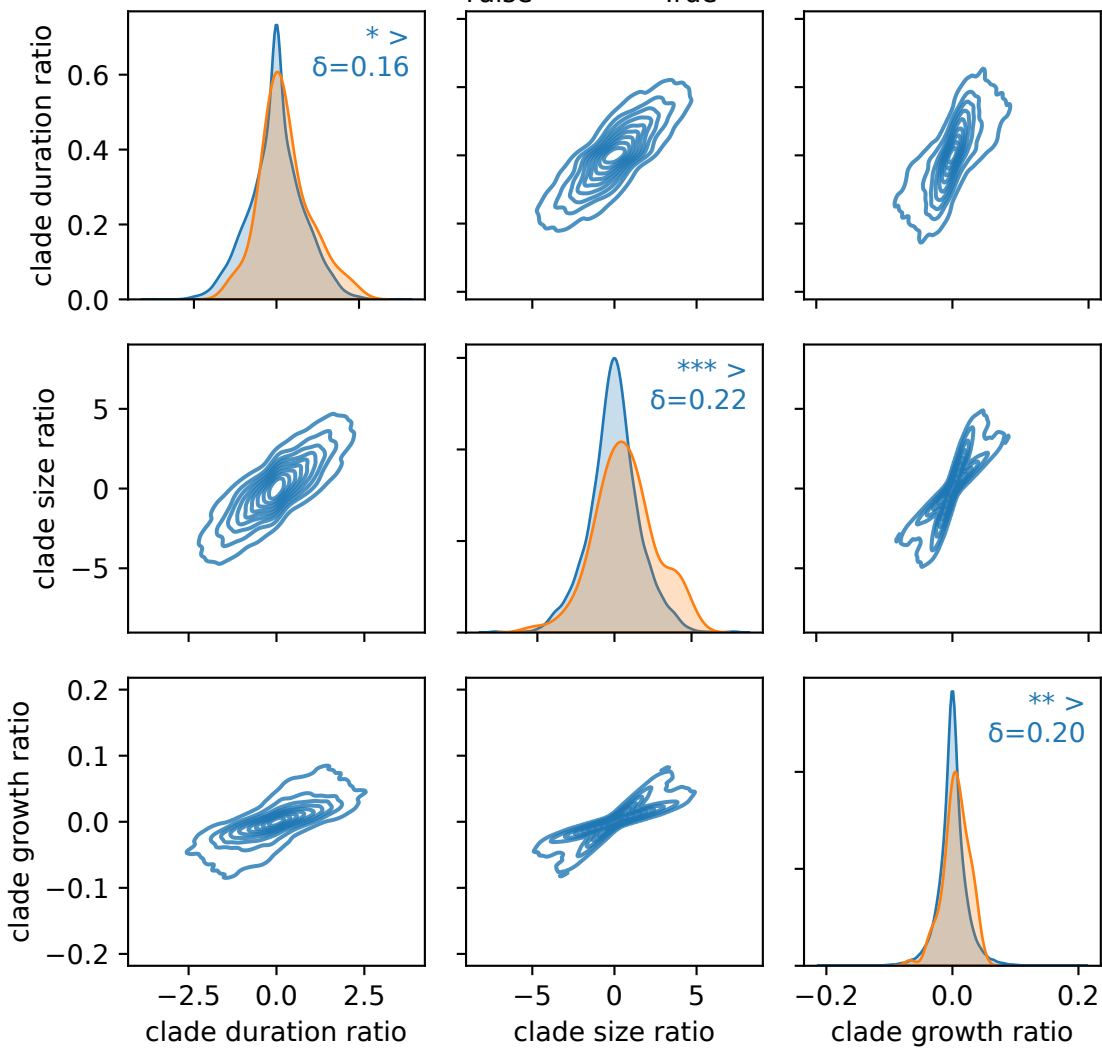 clade duration ratio
0.6
0.4
0.2
0.0
* >
δ=0.16
clade size ratio
5
0
−5
*** >
δ=0.22
clade growth ratio
0.2
0.1
0.0
−0.1
−0.2
** >
δ=0.20
−2.5 0.0 2.5
clade duration ratio
−5 0 5
clade size ratio
−0.2 0.0 0.2
clade growth ratio